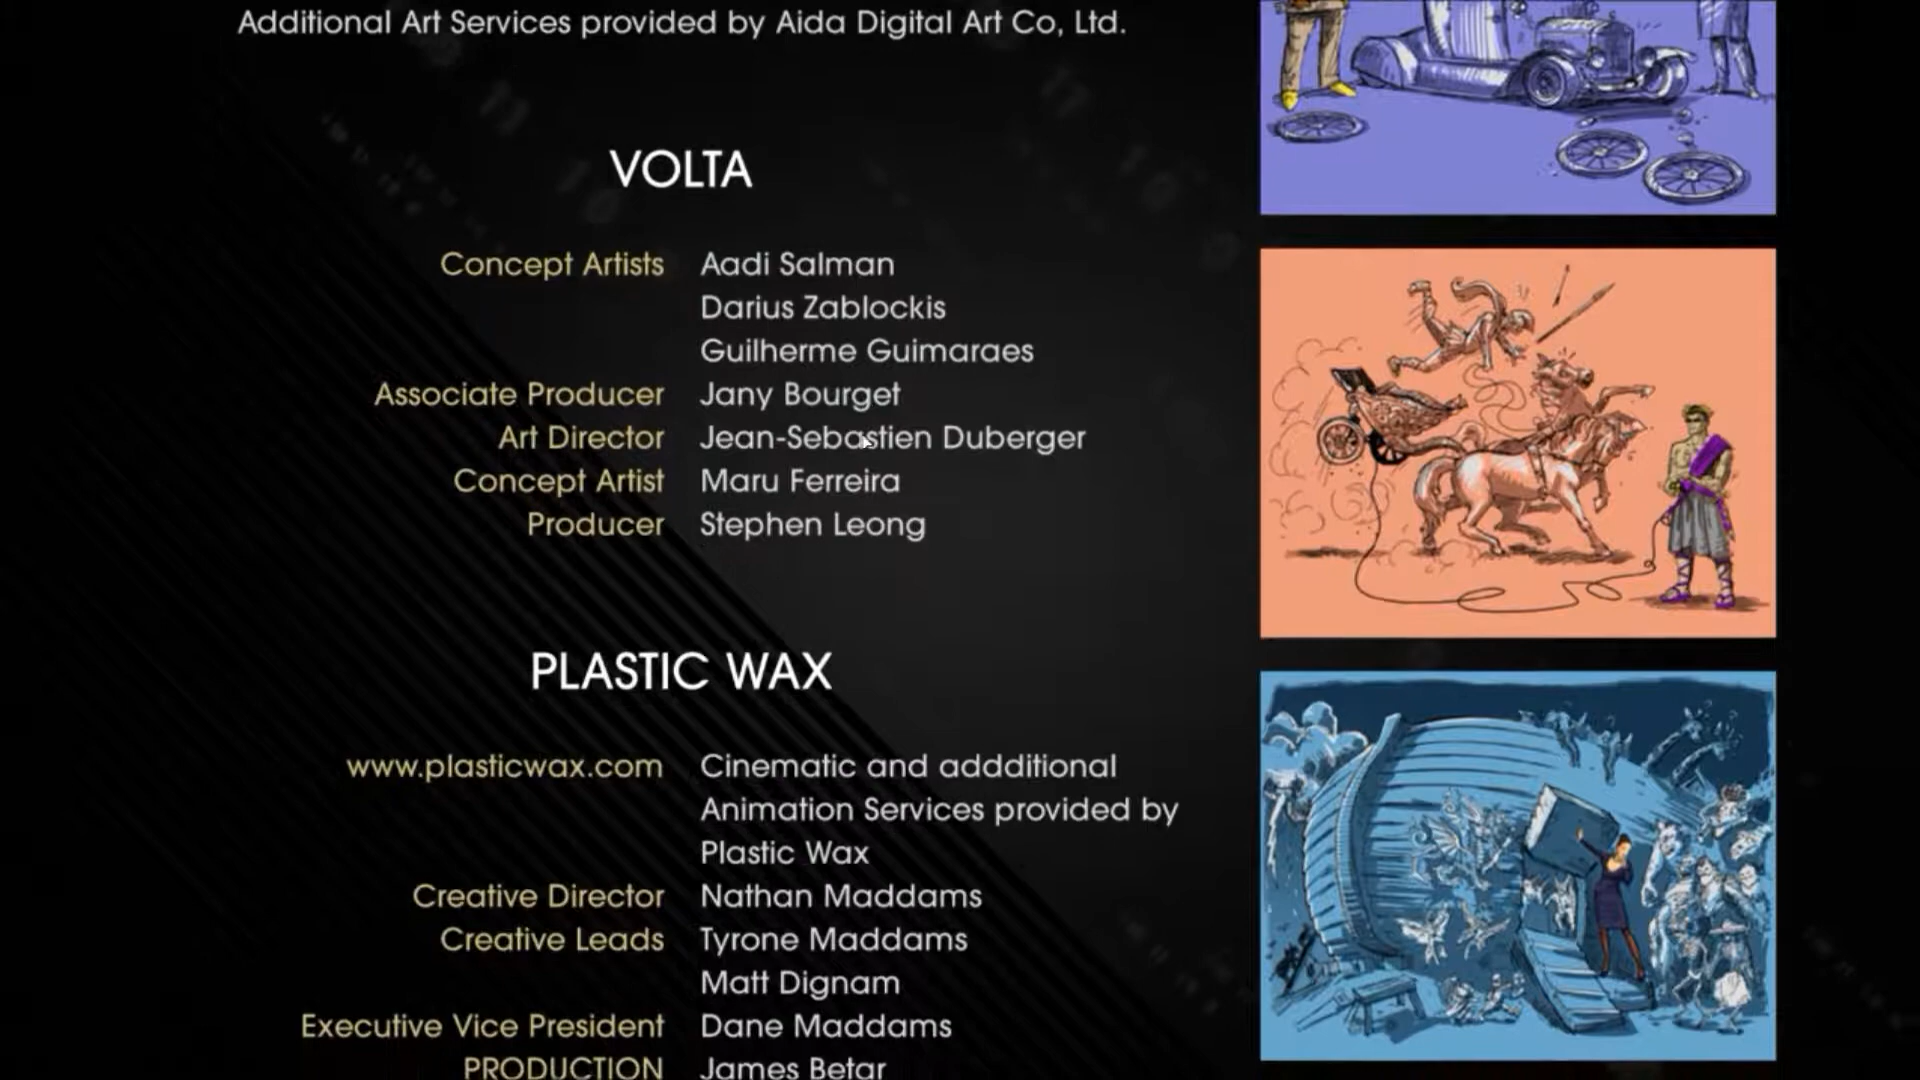 Additional Art Services provided by Aida Digital Art Co, Ltd.
VOLTA
Concept Artists Aadi Salman
Darius Zablockis
Guilherme Guimaraes
Associate Producer Jany Bourget
Art Director Jean-Sebastien Duberger
Concept Artist Maru Ferreira
Producer Stephen Leong
PLASTIC WAX
www.plasticwax.com Cinematic and addditional
Animation Services provided by
Plastic Wax
Creative Director Nathan Maddams
Creative Leads Tyrone Maddams
Matt Dignam
Executive Vice President Dane Maddams
PRODUCTION James Betar